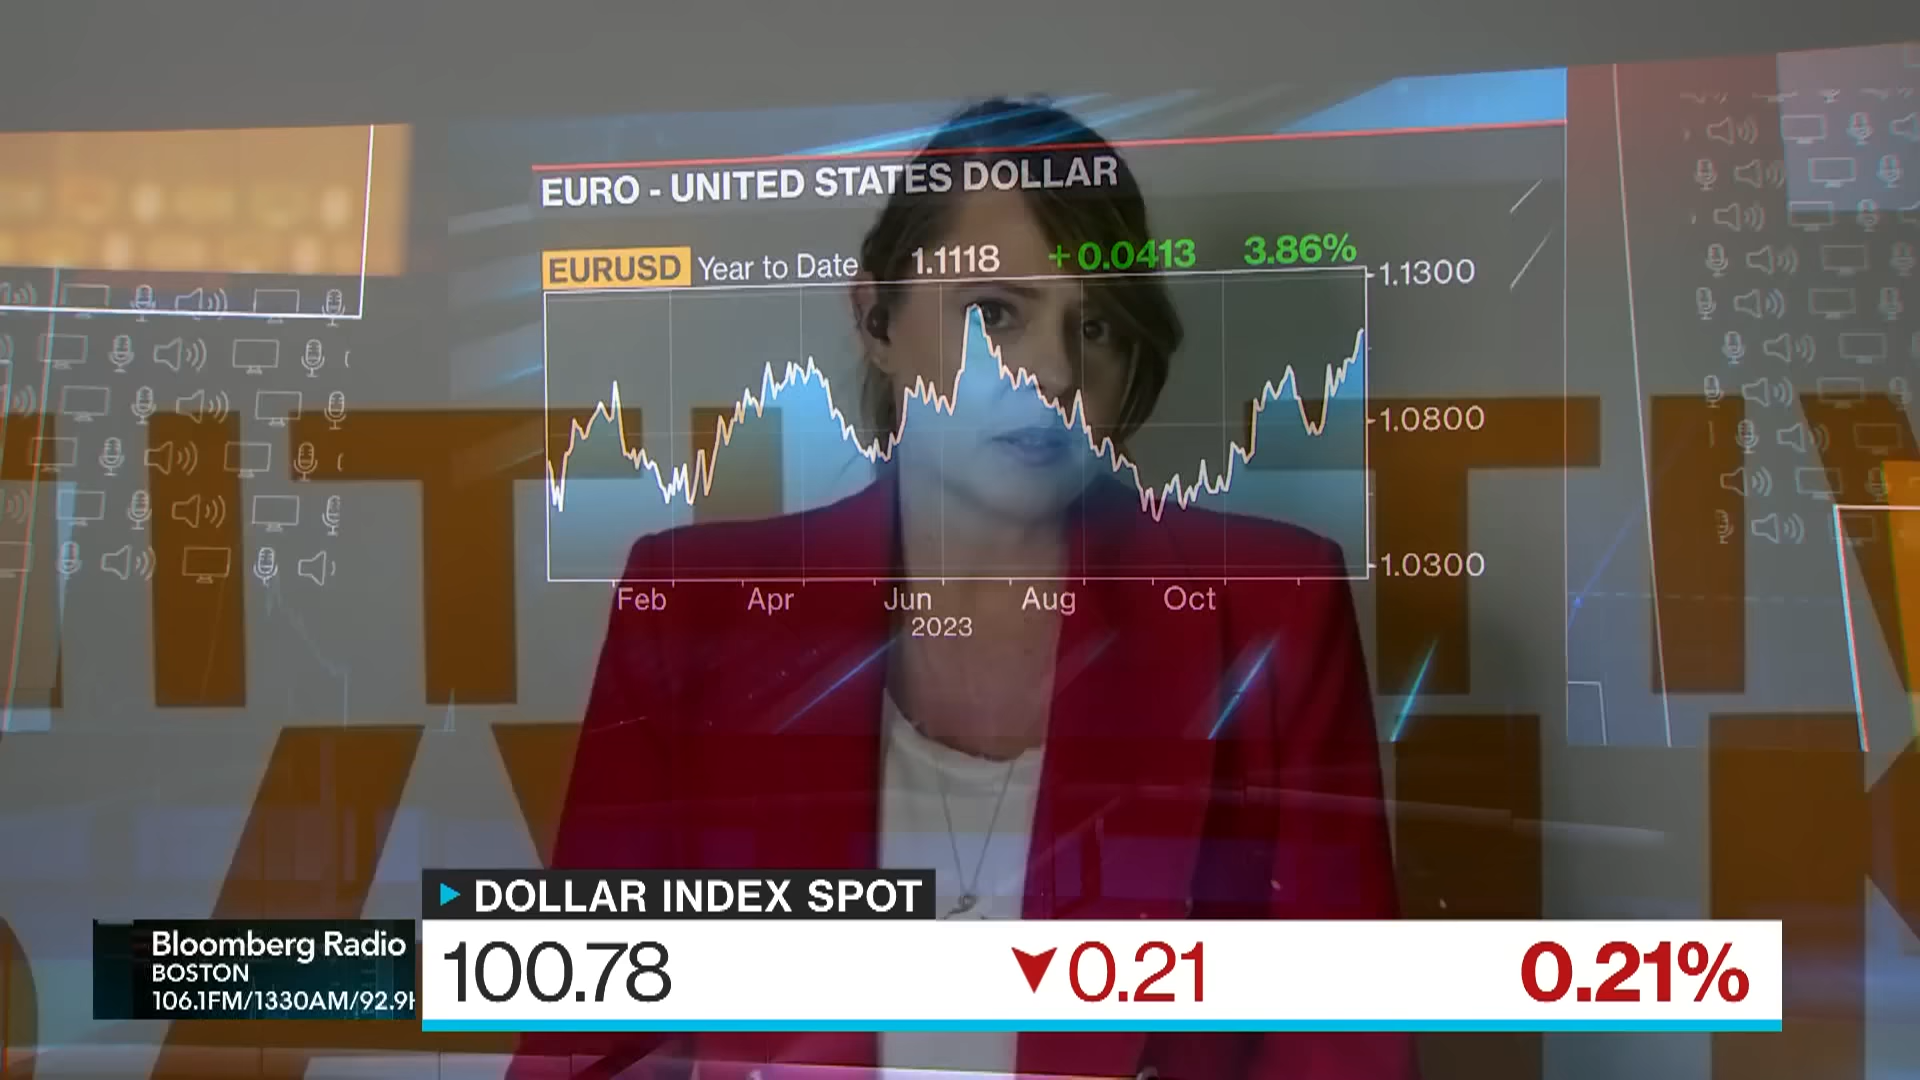 EURO - UNITED STATES DOLLAR
EURUSD Year to Date 1.1118 +0.0413 3.86%
1.1300
1.0800
1.0300
Feb Apr Jun Aug Oct
2023
DOLLAR INDEX SPOT
100.78 0.21 0.21%
Bloomberg Radio
BOSTON
106.1FM/1330AM/92.9